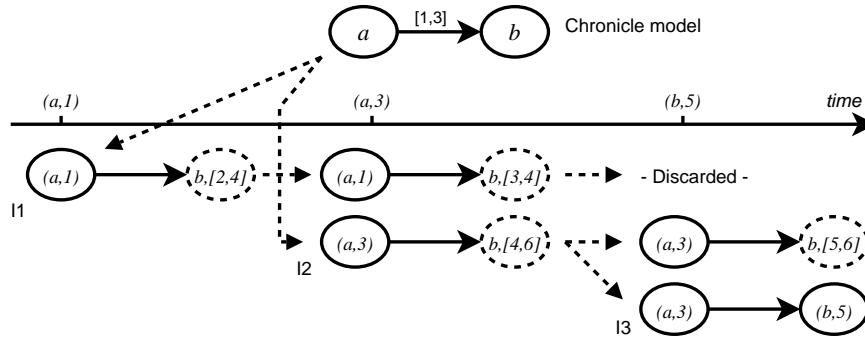 [1,3]
a b Chronicle model
(a,1) (a,3) (b,5) time
(a,1) b,[2,4] (a,1) b,[3,4] - Discarded -
I1
(a,3) b,[4,6] (a,3) b,[5,6]
I2
(a,3) (b,5)
I3